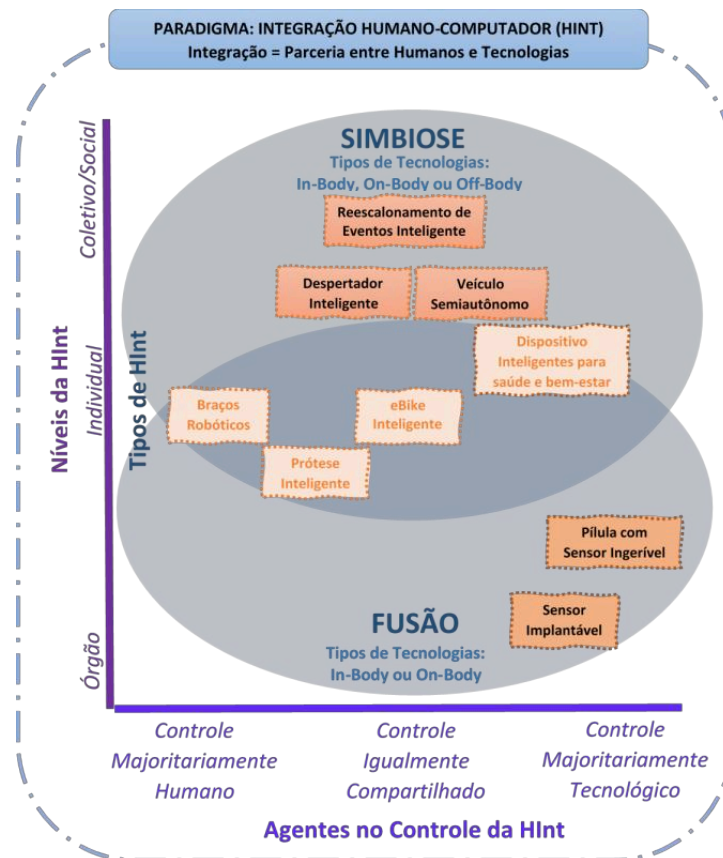 PARADIGMA: INTEGRAÇÃO HUMANO-COMPUTADOR (HINT)
Integração = Parceria entre Humanos e Tecnologias
SIMBIOSE
Tipos de Tecnologias:
In-Body, On-Body ou Off-Body
Reescalonamento de
Eventos Inteligente
Despertador
Inteligente
Veículo
Semiautônomo
Dispositivo
Inteligentes para
saúde e bem-estar
Braços
Robóticos
eBike
Inteligente
Prótese
Inteligente
Pílula com
Sensor Ingerível
Sensor
Implantável
FUSÃO
Tipos de Tecnologias:
In-Body ou On-Body
Níveis da HInt
Tipos de HInt
Coletivo/Social
Individual
Órgão
Controle
Majoritariamente
Humano
Controle
Igualmente
Compartilhado
Controle
Majoritariamente
Tecnológico
Agentes no Controle da HInt